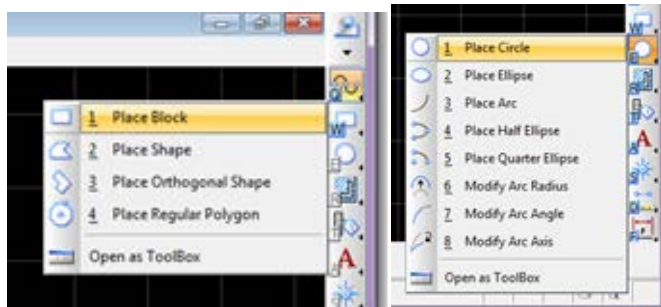 1 Place Block
2 Place Shape
3 Place Orthogonal Shape
4 Place Regular Polygon
Open as ToolBox
Q
W
E
R
A
1 Place Circle
2 Place Ellipse
3 Place Arc
4 Place Half Ellipse
5 Place Quarter Ellipse
6 Modify Arc Radius
7 Modify Arc Angle
8 Modify Arc Axis
Open as ToolBox
W
E
R
A